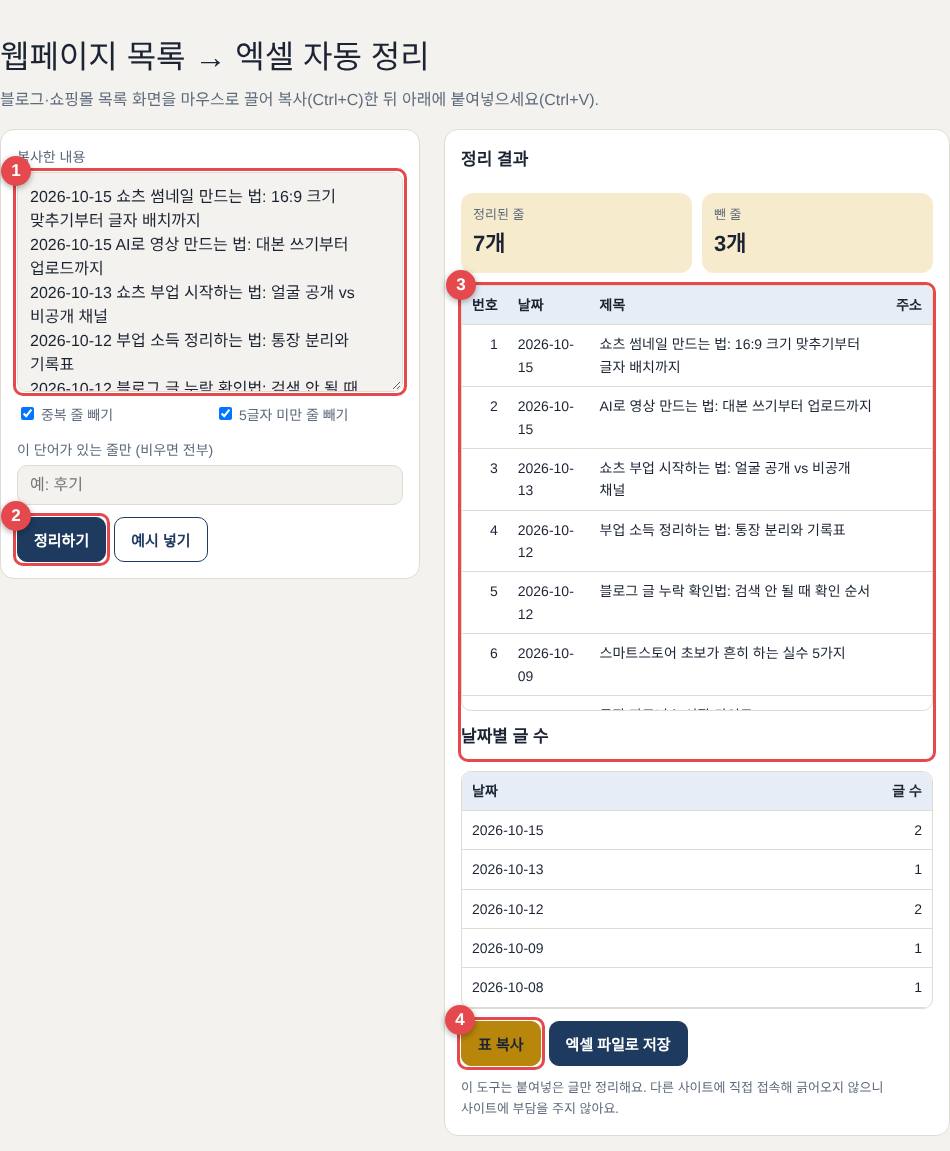 웹페이지 목록 → 엑셀 자동 정리
블로그·쇼핑몰 목록 화면을 마우스로 끌어 복사(Ctrl+C)한 뒤 아래에 붙여넣으세요(Ctrl+V).
복사한 내용
1
2026-10-15 쇼츠 썸네일 만드는 법: 16:9 크기
맞추기부터 글자 배치까지
2026-10-15 AI로 영상 만드는 법: 대본 쓰기부터
업로드까지
2026-10-13 쇼츠 부업 시작하는 법: 얼굴 공개 vs
비공개 채널
2026-10-12 부업 소득 정리하는 법: 통장 분리와
기록표
2026-10-12 블로그 글 누락 확인법: 검색 안 될 때
중복 줄 빼기
5글자 미만 줄 빼기
이 단어가 있는 줄만 (비우면 전부)
예: 후기
2
정리하기
예시 넣기
정리 결과
정리된 줄
7개
뺀 줄
3개
3
번호 날짜 제목 주소
1 2026-10-15 쇼츠 썸네일 만드는 법: 16:9 크기 맞추기부터
글자 배치까지
2 2026-10-15 AI로 영상 만드는 법: 대본 쓰기부터 업로드까지
3 2026-10-13 쇼츠 부업 시작하는 법: 얼굴 공개 vs 비공개
채널
4 2026-10-12 부업 소득 정리하는 법: 통장 분리와 기록표
5 2026-10-12 블로그 글 누락 확인법: 검색 안 될 때 확인 순서
6 2026-10-09 스마트스토어 초보가 흔히 하는 실수 5가지
날짜별 글 수
날짜 글 수
2026-10-15 2
2026-10-13 1
2026-10-12 2
2026-10-09 1
2026-10-08 1
4
표 복사
엑셀 파일로 저장
이 도구는 붙여넣은 글만 정리해요. 다른 사이트에 직접 접속해 긁어오지 않으니
사이트에 부담을 주지 않아요.